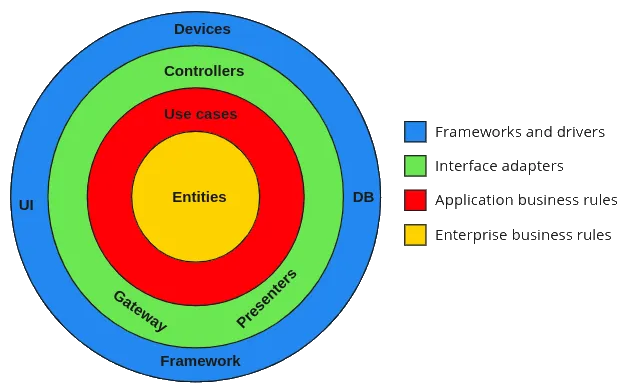 Devices
Controllers
Use cases
Entities
UI
DB
Gateway
Presenters
Framework
Frameworks and drivers
Interface adapters
Application business rules
Enterprise business rules